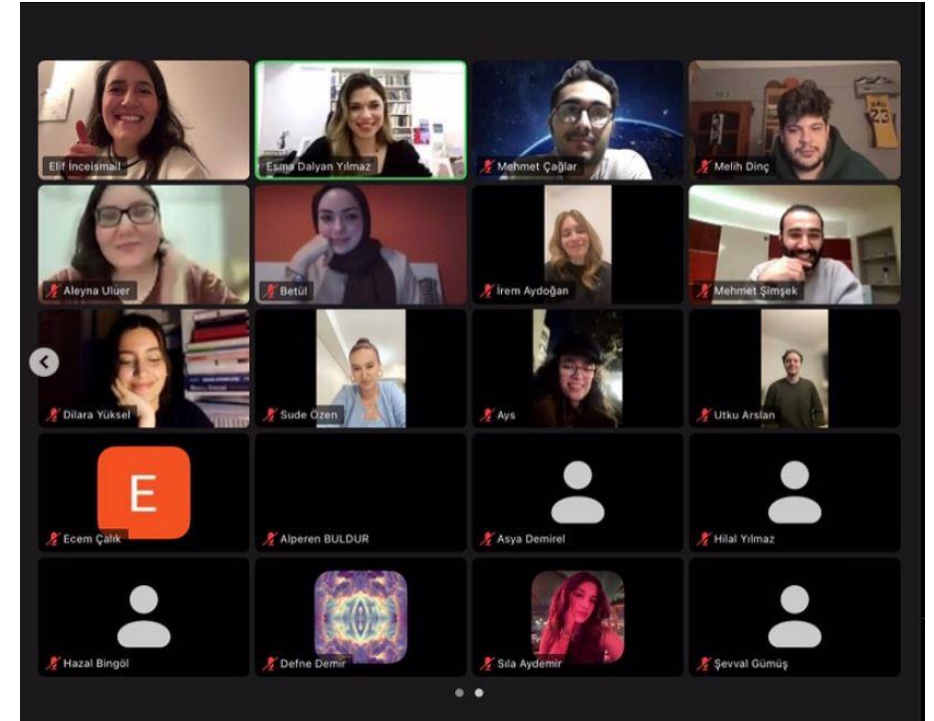 Elif İnceismail
Esma Dalyan Yılmaz
Mehmet Çağlar
Melih Dinç
23
Aleyna Uluer
Betül
İrem Aydoğan
Mehmet Şimşek
Dilara Yüksel
Sude Özen
Ays
Utku Arslan
E
Ecem Çalık
Alperen BULDUR
Asya Demirel
Hilal Yılmaz
Hazal Bingöl
Defne Demir
Sıla Aydemir
Şevval Gümüş